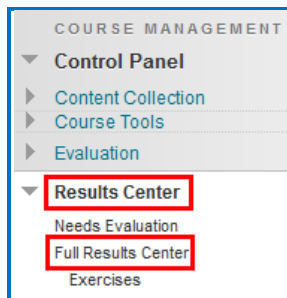 COURSE MANAGEMENT
Control Panel
Content Collection
Course Tools
Evaluation
Results Center
Needs Evaluation
Full Results Center
Exercises